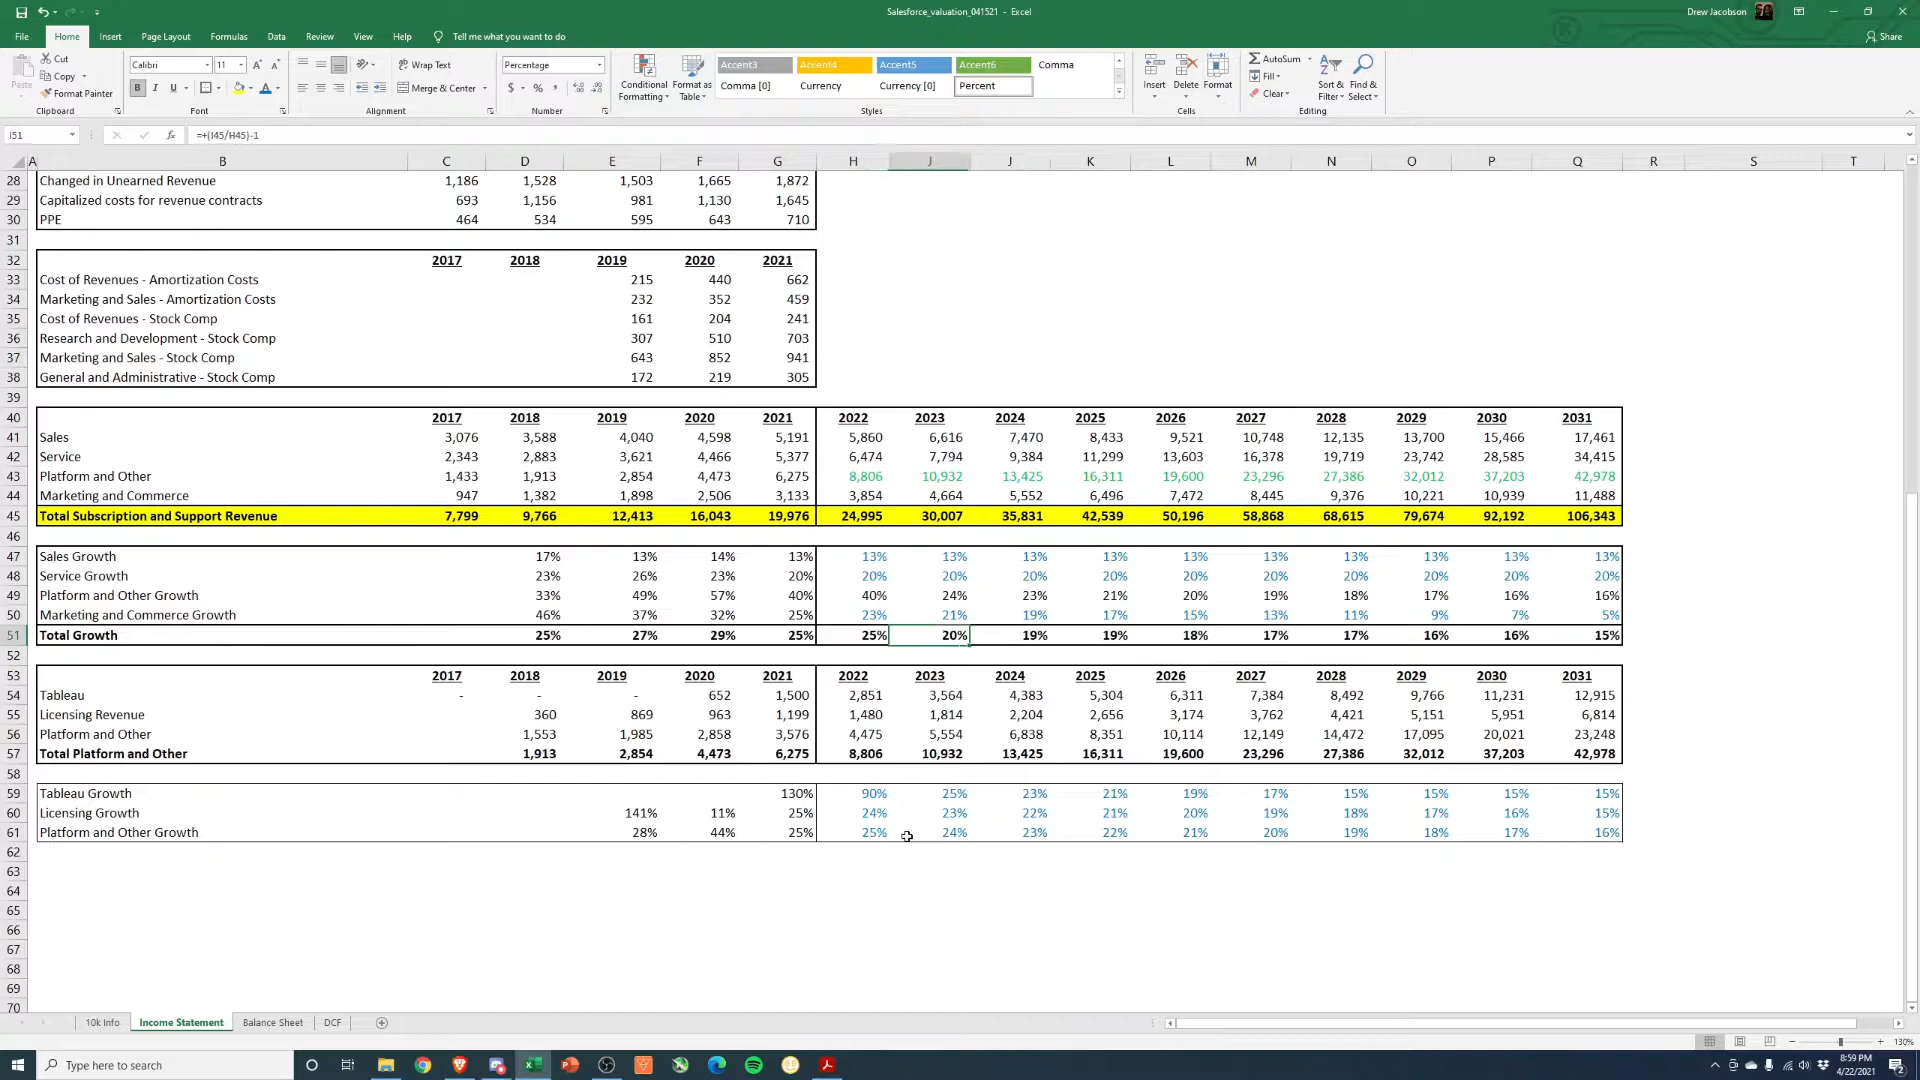 Salesforce_valuation_041521 - Excel
Drew Jacobson
File Home Insert Page Layout Formulas Data Review View Help Tell me what you want to do Share
Paste Cut Copy Format Painter
Calibri 11
Wrap Text
Merge & Center
Percentage
Conditional Formatting Format as Table
Accent3 Accent4 Accent5 Accent6 Comma
Comma [0] Currency Currency [0] Percent
Insert Delete Format
AutoSum Fill Clear
Sort & Filter Find & Select
Clipboard Font Alignment Number Styles Cells Editing
I51 =+(I45/H45)-1
A B C D E F G H J J K L M N O P Q R S T
28 Changed in Unearned Revenue 1,186 1,528 1,503 1,665 1,872
29 Capitalized costs for revenue contracts 693 1,156 981 1,130 1,645
30 PPE 464 534 595 643 710
31
32 2017 2018 2019 2020 2021
33 Cost of Revenues - Amortization Costs 215 440 662
34 Marketing and Sales - Amortization Costs 232 352 459
35 Cost of Revenues - Stock Comp 161 204 241
36 Research and Development - Stock Comp 307 510 703
37 Marketing and Sales - Stock Comp 643 852 941
38 General and Administrative - Stock Comp 172 219 305
39
40 2017 2018 2019 2020 2021 2022 2023 2024 2025 2026 2027 2028 2029 2030 2031
41 Sales 3,076 3,588 4,040 4,598 5,191 5,860 6,616 7,470 8,433 9,521 10,748 12,135 13,700 15,466 17,461
42 Service 2,343 2,883 3,621 4,466 5,377 6,474 7,794 9,384 11,299 13,603 16,378 19,719 23,742 28,585 34,415
43 Platform and Other 1,433 1,913 2,854 4,473 6,275 8,806 10,932 13,425 16,311 19,600 23,296 27,386 32,012 37,203 42,978
44 Marketing and Commerce 947 1,382 1,898 2,506 3,133 3,854 4,664 5,552 6,496 7,472 8,445 9,376 10,221 10,939 11,488
45 Total Subscription and Support Revenue 7,799 9,766 12,413 16,043 19,976 24,995 30,007 35,831 42,539 50,196 58,868 68,615 79,674 92,192 106,343
46
47 Sales Growth 17% 13% 14% 13% 13% 13% 13% 13% 13% 13% 13% 13% 13% 13%
48 Service Growth 23% 26% 23% 20% 20% 20% 20% 20% 20% 20% 20% 20% 20% 20%
49 Platform and Other Growth 33% 49% 57% 40% 40% 24% 23% 21% 20% 19% 18% 17% 16% 16%
50 Marketing and Commerce Growth 46% 37% 32% 25% 23% 21% 19% 17% 15% 13% 11% 9% 7% 5%
51 Total Growth 25% 27% 29% 25% 25% 20% 19% 19% 18% 17% 17% 16% 16% 15%
52
53 2017 2018 2019 2020 2021 2022 2023 2024 2025 2026 2027 2028 2029 2030 2031
54 Tableau - - - 652 1,500 2,851 3,564 4,383 5,304 6,311 7,384 8,492 9,766 11,231 12,915
55 Licensing Revenue 360 869 963 1,199 1,480 1,814 2,204 2,656 3,174 3,762 4,421 5,151 5,951 6,814
56 Platform and Other 1,553 1,985 2,858 3,576 4,475 5,554 6,838 8,351 10,114 12,149 14,472 17,095 20,021 23,248
57 Total Platform and Other 1,913 2,854 4,473 6,275 8,806 10,932 13,425 16,311 19,600 23,296 27,386 32,012 37,203 42,978
58
59 Tableau Growth 130% 90% 25% 23% 21% 19% 17% 15% 15% 15% 15%
60 Licensing Growth 141% 11% 25% 24% 23% 22% 21% 20% 19% 18% 17% 16% 15%
61 Platform and Other Growth 28% 44% 25% 25% 24% 23% 22% 21% 20% 19% 18% 17% 16%
62
63
64
65
66
67
68
69
70
10k Info Income Statement Balance Sheet DCF
130%
Type here to search
8:59 PM
4/22/2021